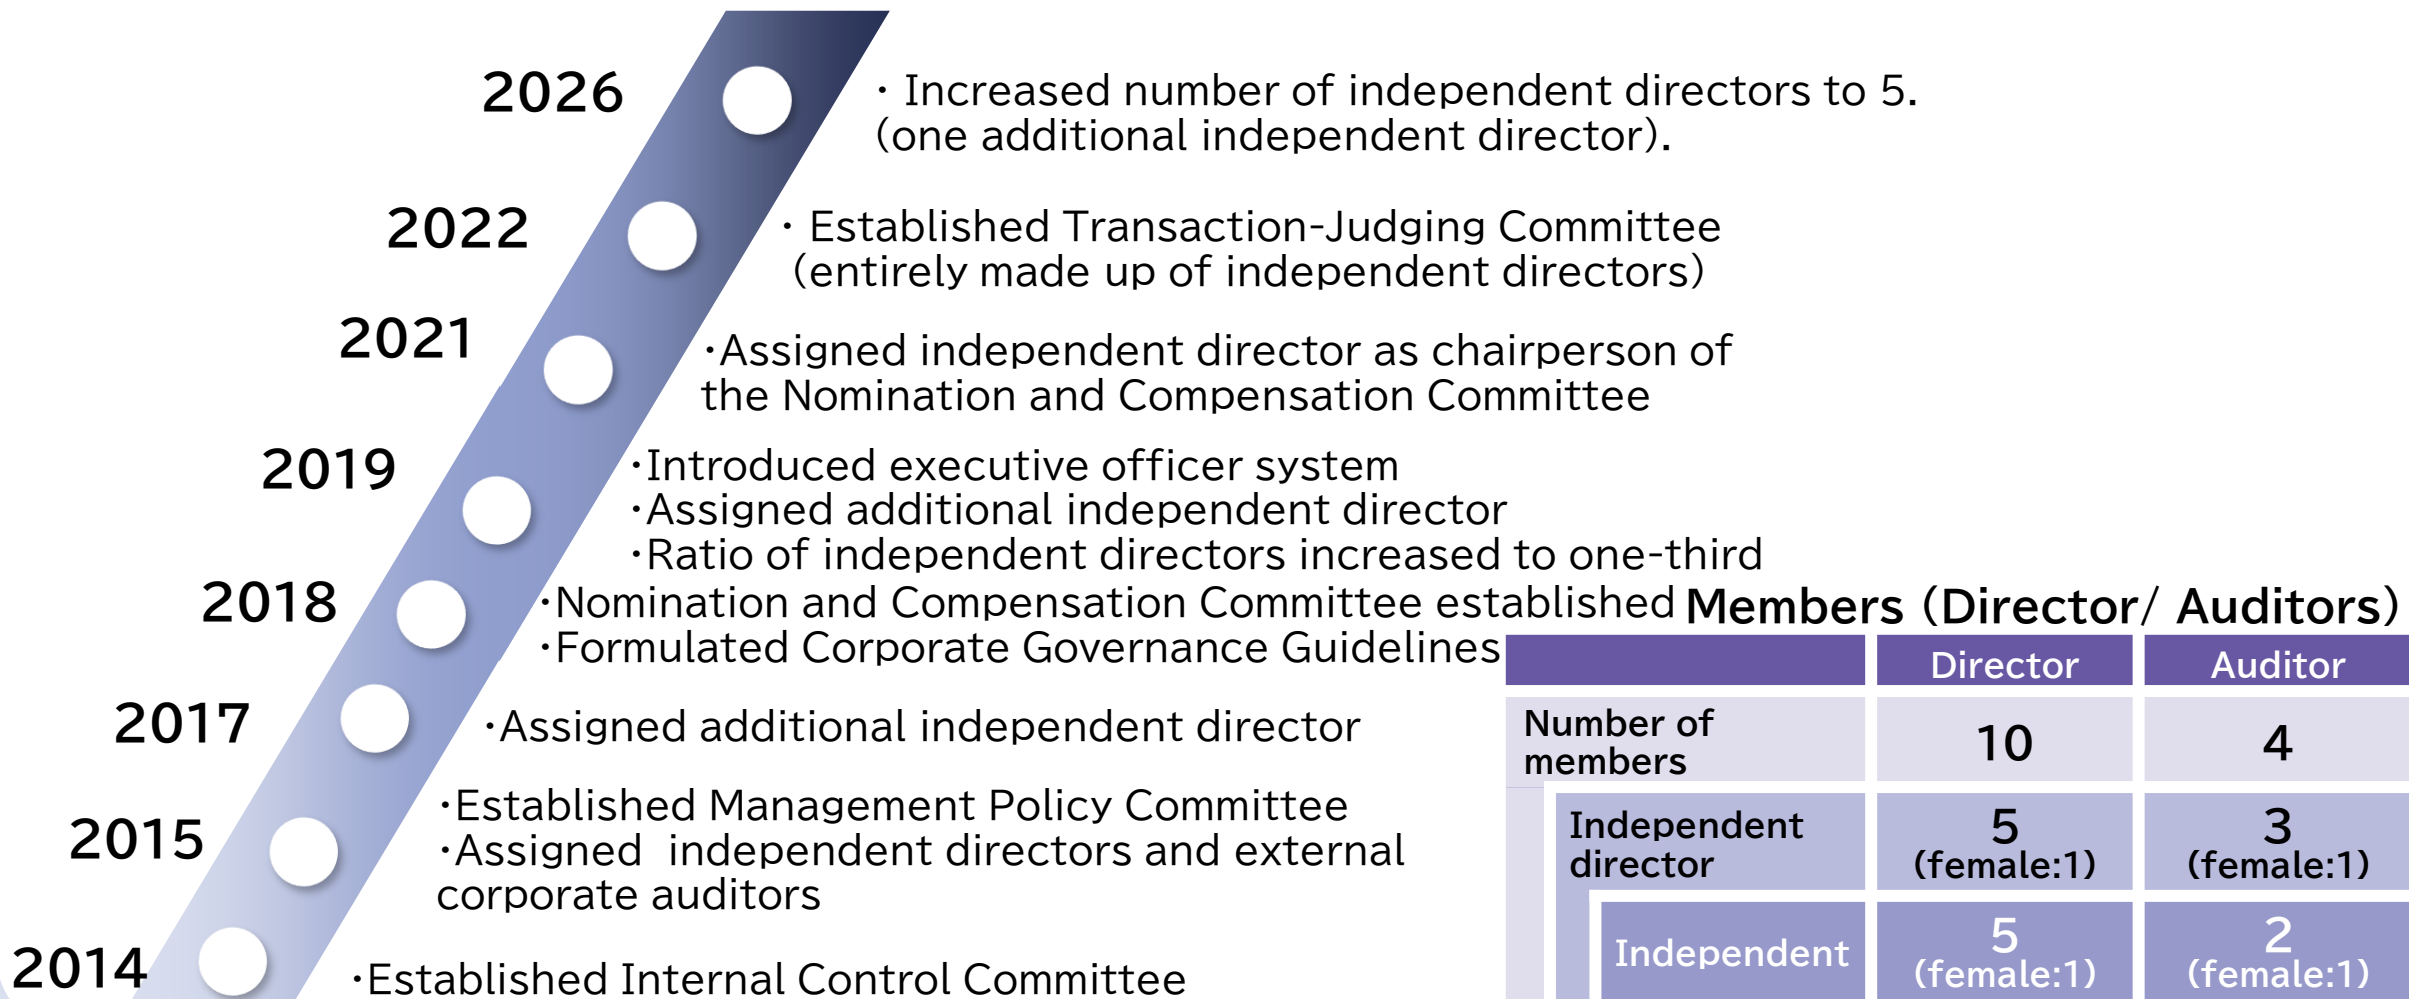 2026
・Increased number of independent directors to 5.
(one additional independent director).
2022
・Established Transaction-Judging Committee
(entirely made up of independent directors)
2021
・Assigned independent director as chairperson of
the Nomination and Compensation Committee
2019
・Introduced executive officer system
・Assigned additional independent director
・Ratio of independent directors increased to one-third
2018
・Nomination and Compensation Committee established
・Formulated Corporate Governance Guidelines
2017
・Assigned additional independent director
2015
・Established Management Policy Committee
・Assigned independent directors and external
corporate auditors
2014
・Established Internal Control Committee
Members (Director/ Auditors)
Director Auditor
Number of
members
10 4
Independent
director
5 3
(female:1) (female:1)
Independent
5 2
(female:1) (female:1)